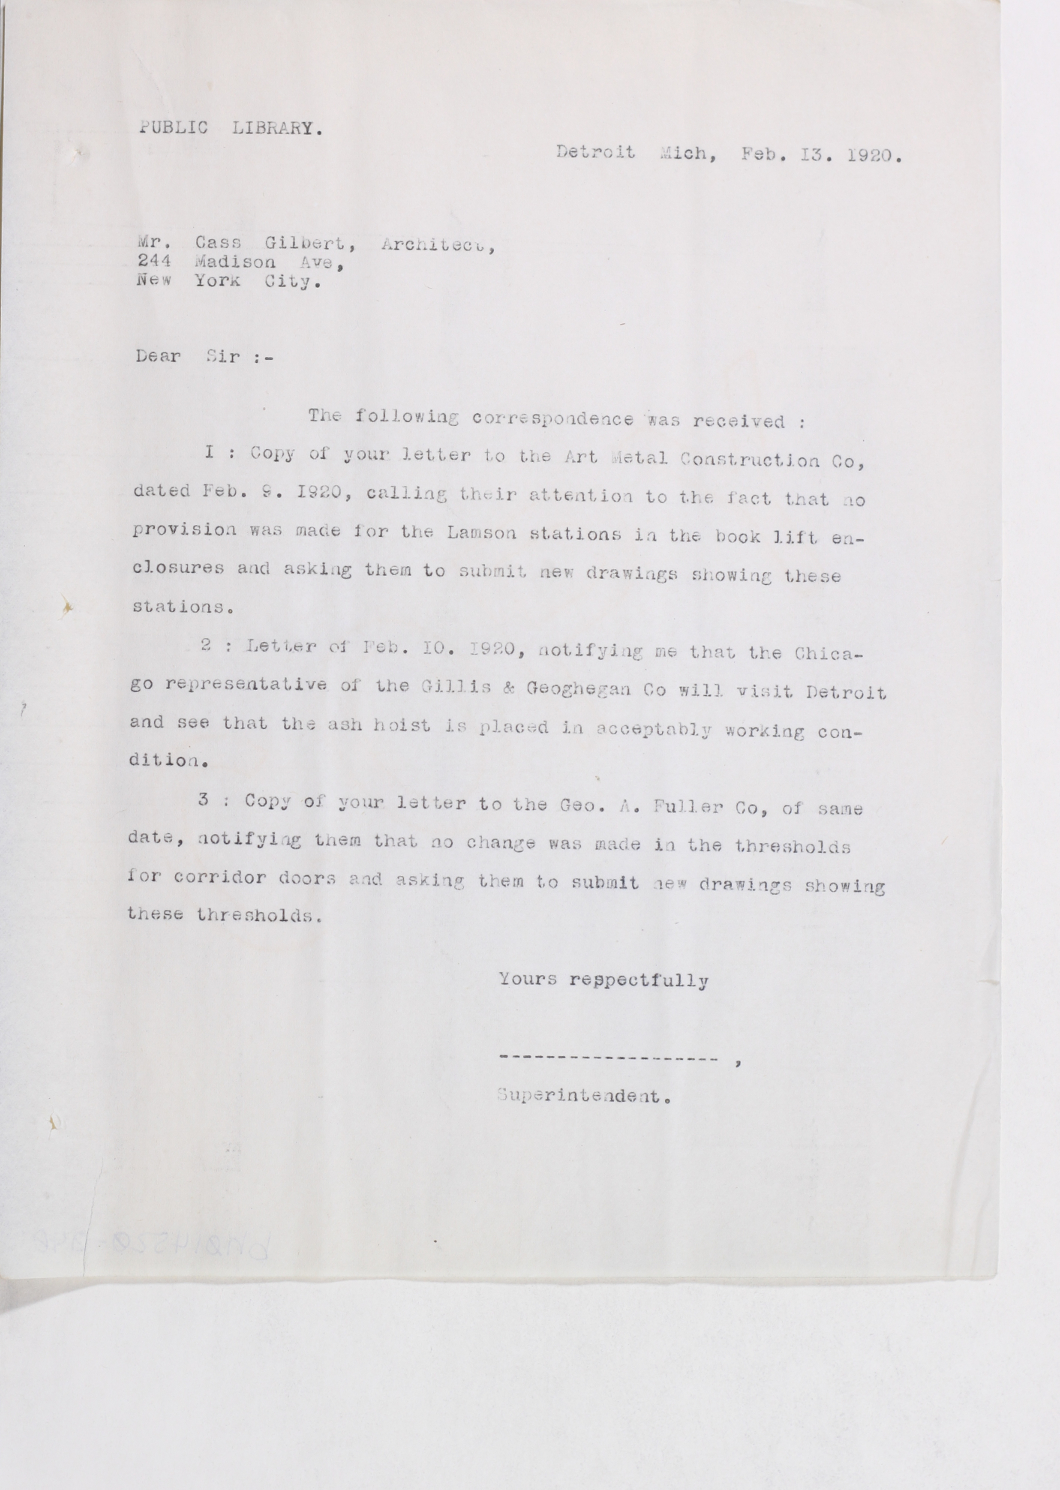 PUBLIC LIBRARY.
Detroit Mich, Feb. I3. I920.
Mr. Cass Gilbert, Architect,
244 Madison Ave,
New York City.
Dear Sir :-
The following correspondence was received :
I : Copy of your letter to the Art Metal Construction Co,
dated Feb. 9. I920, calling their attention to the fact that no
provision was made for the Lamson stations in the book lift en-
closures and asking them to submit new drawings showing these
stations.
2 : Letter of Feb. IO. I920, notifying me that the Chica-
go representative of the Gillis & Geoghegan Co will visit Detroit
and see that the ash hoist is placed in acceptably working con-
dition.
3 : Copy of your letter to the Geo. A. Fuller Co, of same
date, notifying them that no change was made in the thresholds
for corridor doors and asking them to submit new drawings showing
these thresholds.
Yours respectfully
------------------- ,
Superintendent.